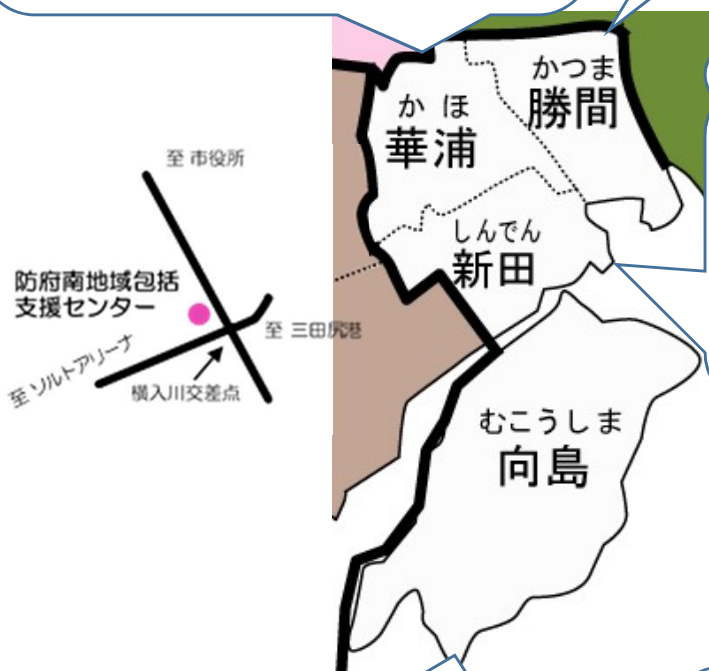 至 市役所
防府南地域包括
支援センター
至 三田尻港
至 ソルトアリーナ
横入川交差点
かつま
勝間
かほ
華浦
しんでん
新田
むこうしま
向島